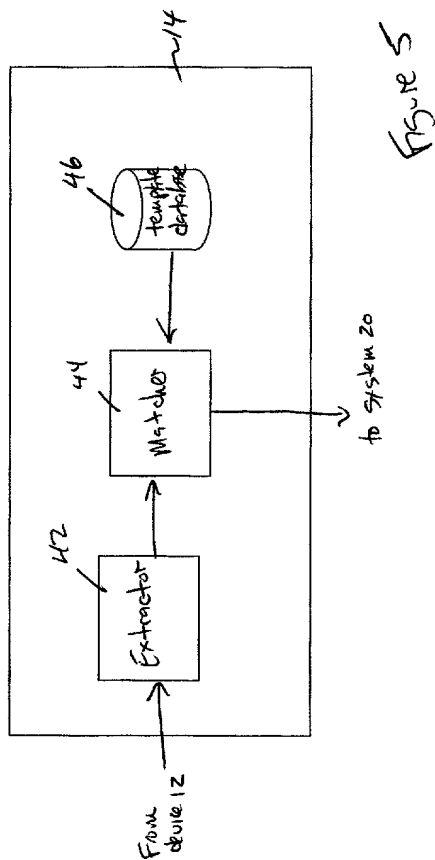 14
46
template
database
44
Matcher
42
Extractor
From
device 12
to system 20
Figure 5